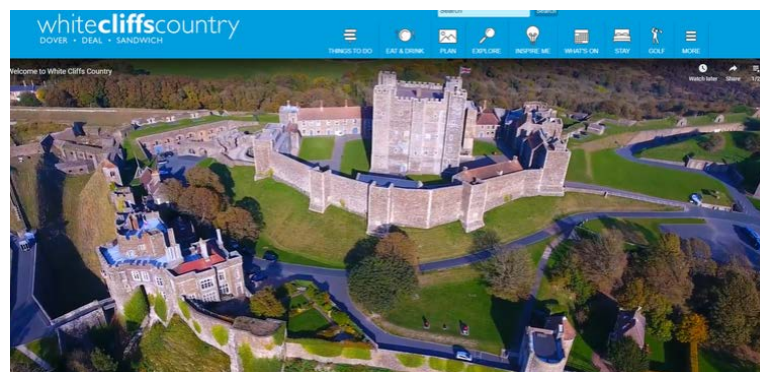 Search
Search
whitecliffscountry
DOVER • DEAL • SANDWICH
THINGS TO DO
EAT & DRINK
PLAN
EXPLORE
INSPIRE ME
WHAT'S ON
STAY
GOLF
MORE
Welcome to White Cliffs Country
Watch later
Share